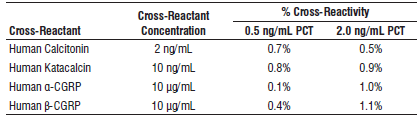 Cross-Reactant % Cross-Reactivity
Cross-Reactant Concentration 0.5 ng/mL PCT 2.0 ng/mL PCT
Human Calcitonin 2 ng/mL 0.7% 0.5%
Human Katacalcin 10 ng/mL 0.8% 0.9%
Human α-CGRP 10 µg/mL 0.1% 1.0%
Human β-CGRP 10 µg/mL 0.4% 1.1%